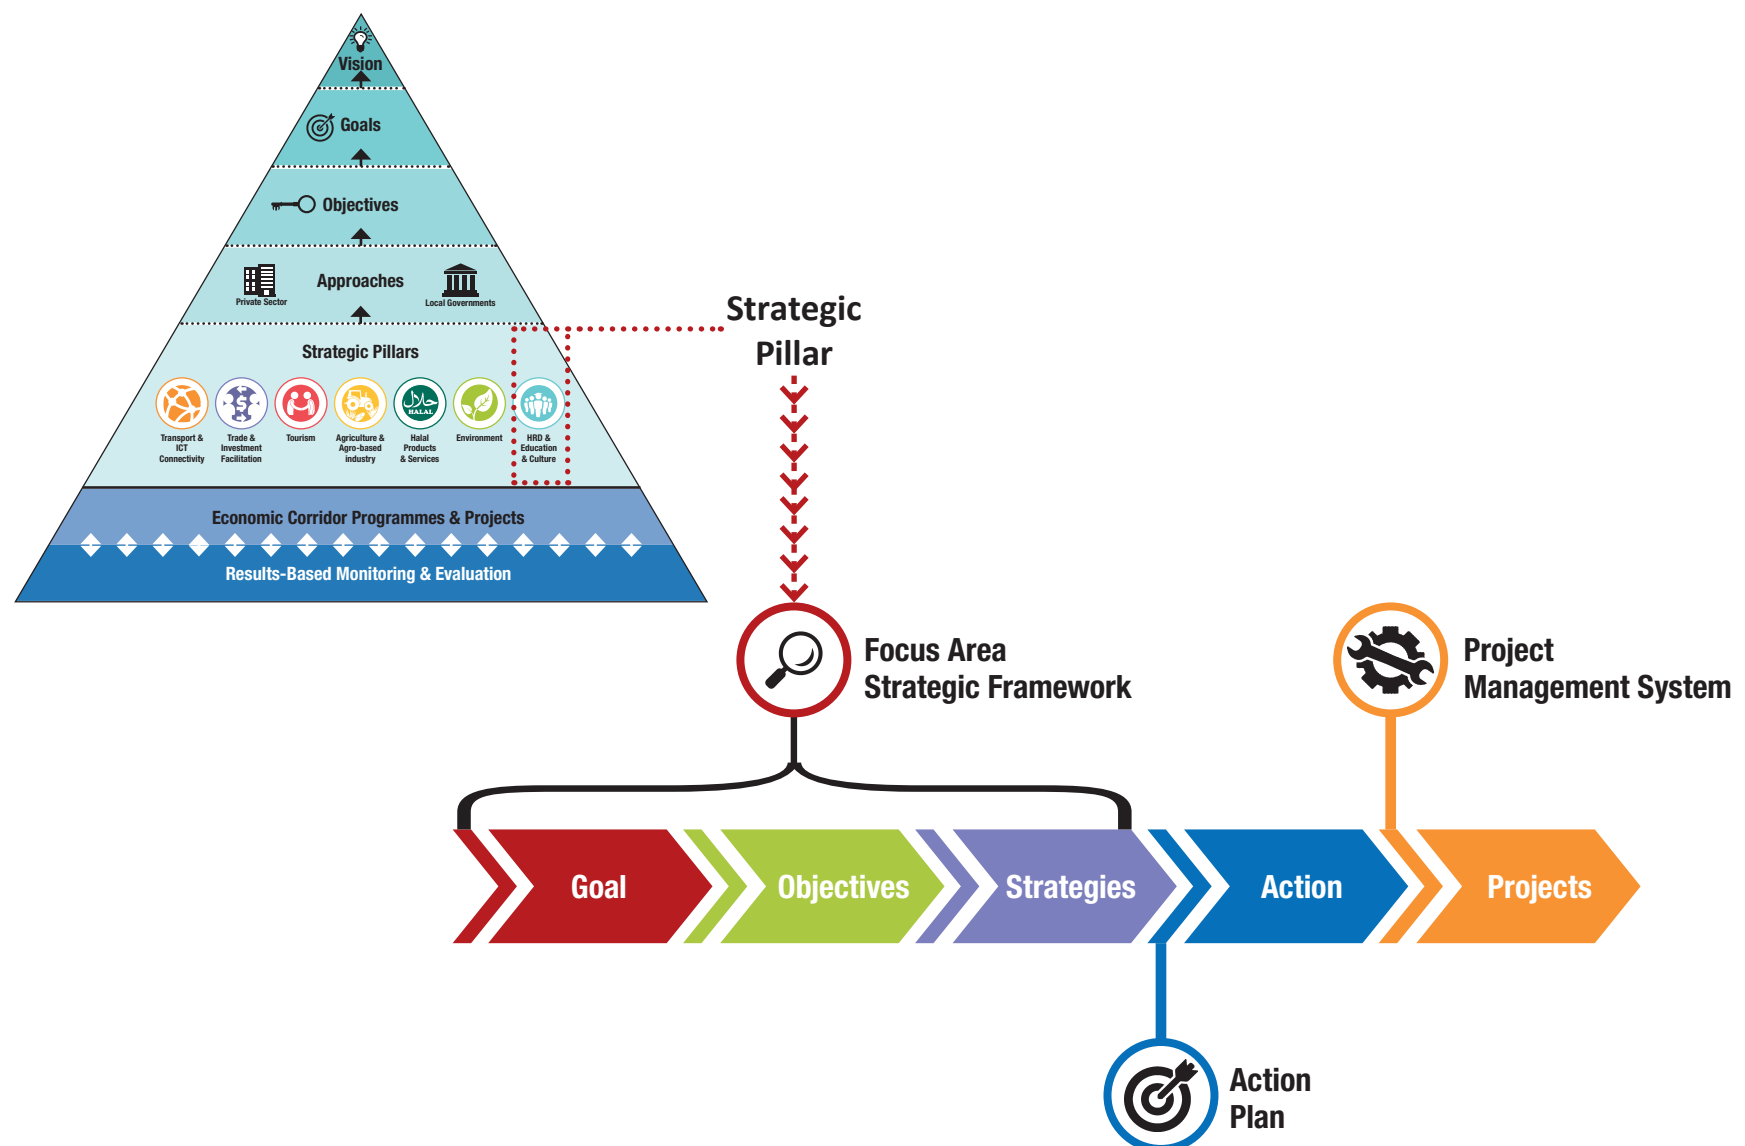 Vision
Goals
Objectives
Approaches
Private Sector
Local Governments
Strategic Pillars
حلال
HALAL
Transport &
ICT
Connectivity
Trade &
Investment
Facilitation
Tourism
Agriculture &
Agro-based
industry
Halal
Products
& Services
Environment
HRD &
Education
& Culture
Economic Corridor Programmes & Projects
Results-Based Monitoring & Evaluation
Strategic
Pillar
Focus Area
Strategic Framework
Project
Management System
Goal
Objectives
Strategies
Action
Projects
Action
Plan